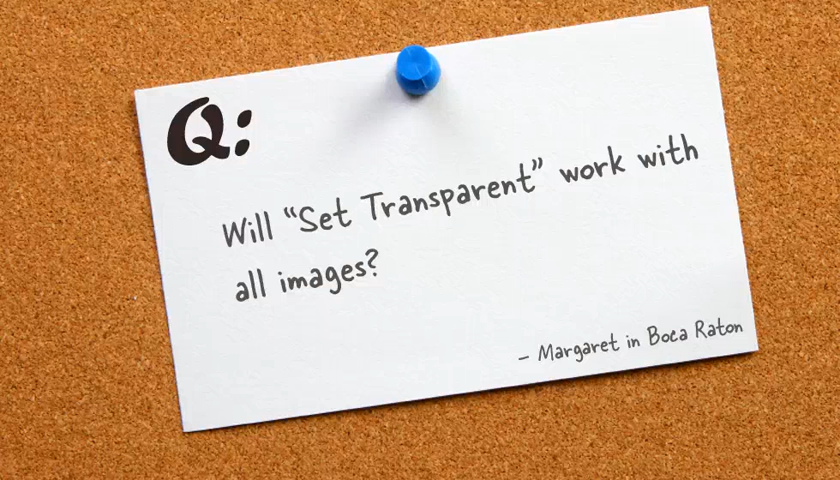 Q:
Will “Set Transparent” work with
all images?
– Margaret in Boca Raton